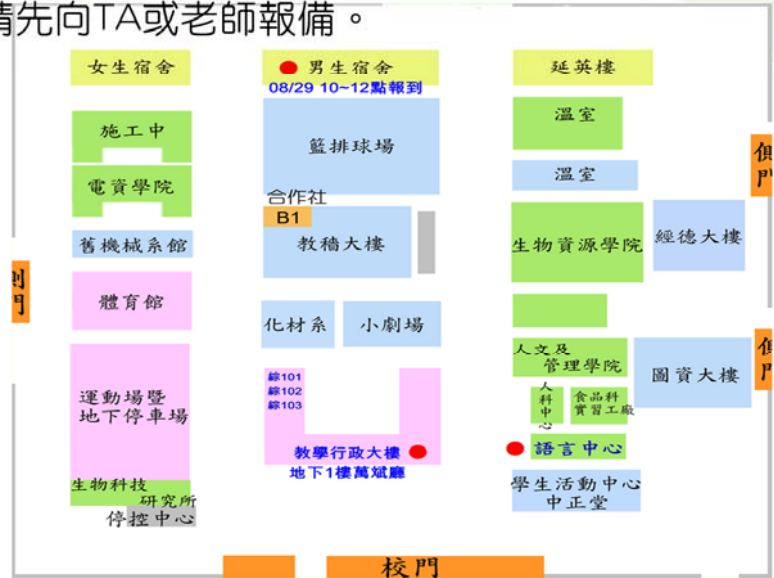 請先向TA或老師報備。
女生宿舍
男生宿舍
延英樓
08/29 10~12點報到
施工中
籃排球場
溫室
側門
電資學院
溫室
合作社
B1
舊機械系館
教穡大樓
生物資源學院
經德大樓
側門
體育館
化材系
小劇場
人文及
管理學院
側門
圖資大樓
運動場暨
地下停車場
綜101
綜102
綜103
人科中心
食品科
實習工廠
教學行政大樓
地下1樓萬斌廳
語言中心
生物科技
研究所
停控中心
學生活動中心
中正堂
校門